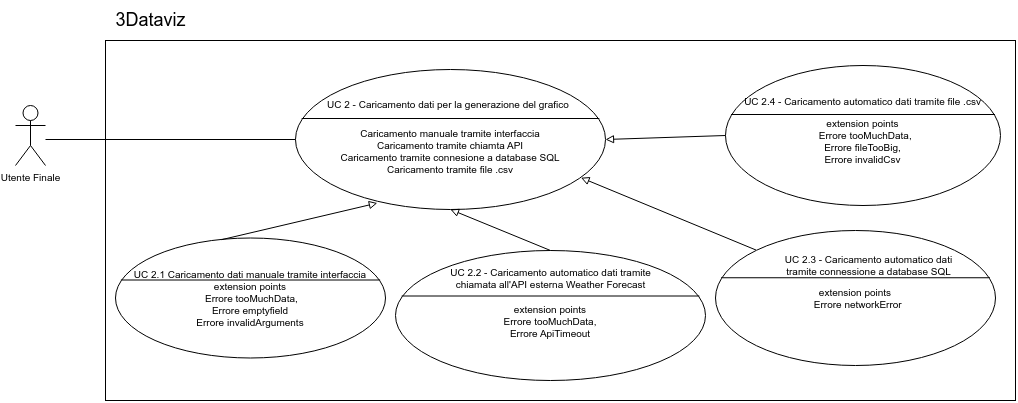 3Dataviz
Utente Finale
UC 2 - Caricamento dati per la generazione del grafico
Caricamento manuale tramite interfaccia
Caricamento tramite chiamta API
Caricamento tramite connesione a database SQL
Caricamento tramite file .csv
UC 2.4 - Caricamento automatico dati tramite file .csv
extension points
Errore tooMuchData,
Errore fileTooBig,
Errore invalidCsv
UC 2.1 Caricamento dati manuale tramite interfaccia
extension points
Errore tooMuchData,
Errore emptyfield
Errore invalidArguments
UC 2.2 - Caricamento automatico dati tramite
chiamata all'API esterna Weather Forecast
extension points
Errore tooMuchData,
Errore ApiTimeout
UC 2.3 - Caricamento automatico dati
tramite connessione a database SQL
extension points
Errore networkError